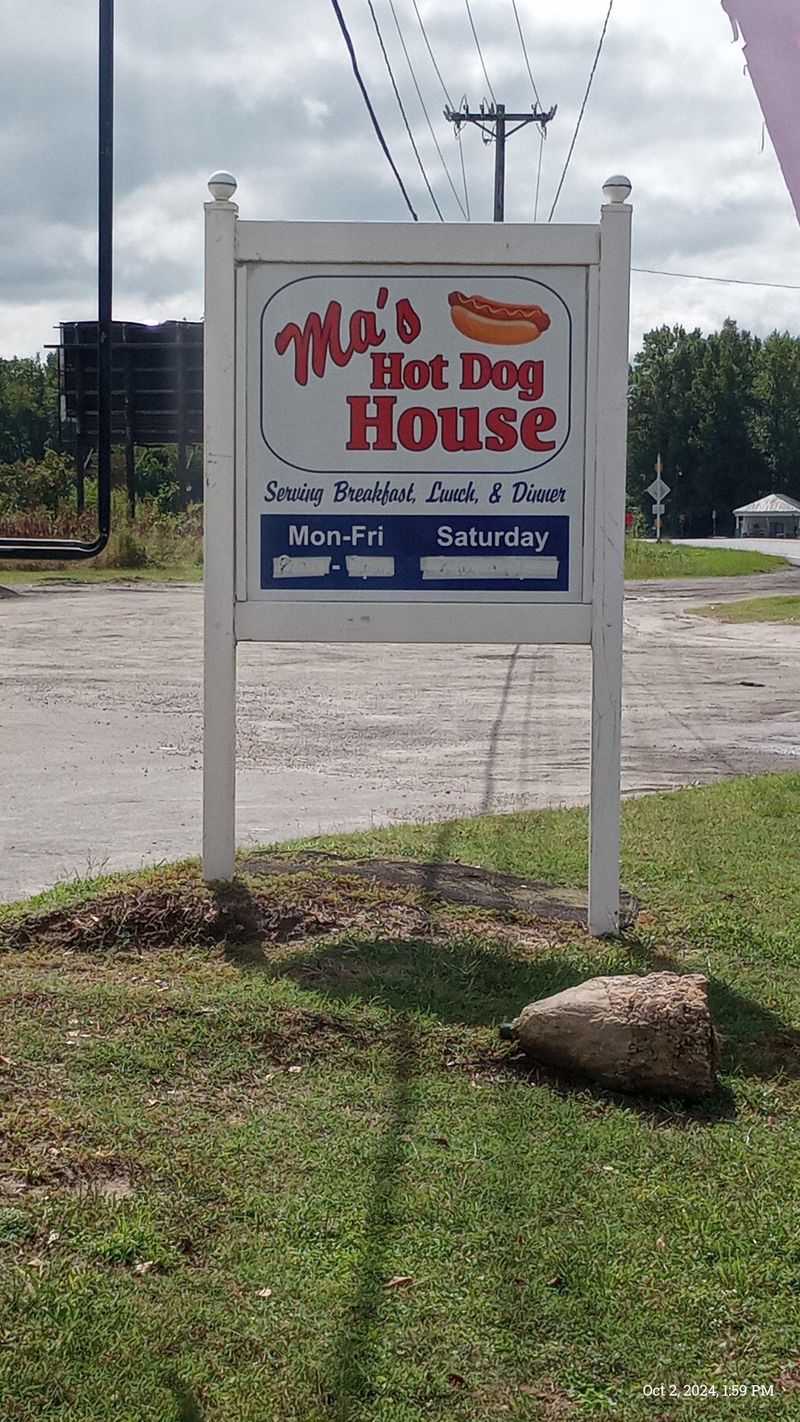 Ma's
Hot Dog
House
Serving Breakfast, Lunch, & Dinner
Mon-Fri Saturday
Oct 2, 2024, 1:59 PM